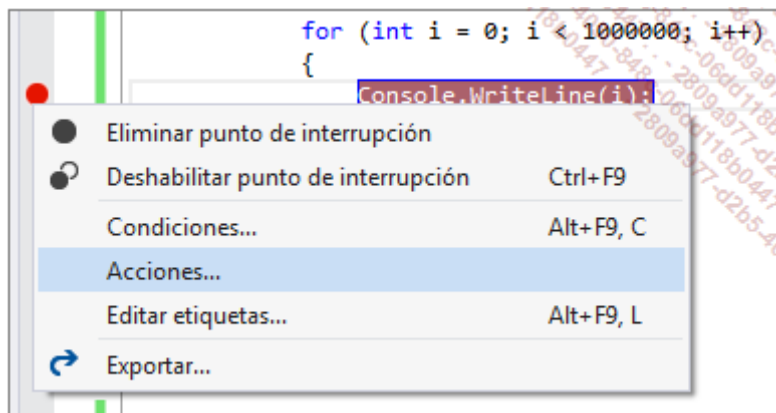 for (int i = 0; i < 1000000; i++)
{
Console.WriteLine(i);
Eliminar punto de interrupción
Deshabilitar punto de interrupción Ctrl+F9
Condiciones... Alt+F9, C
Acciones...
Editar etiquetas... Alt+F9, L
Exportar...